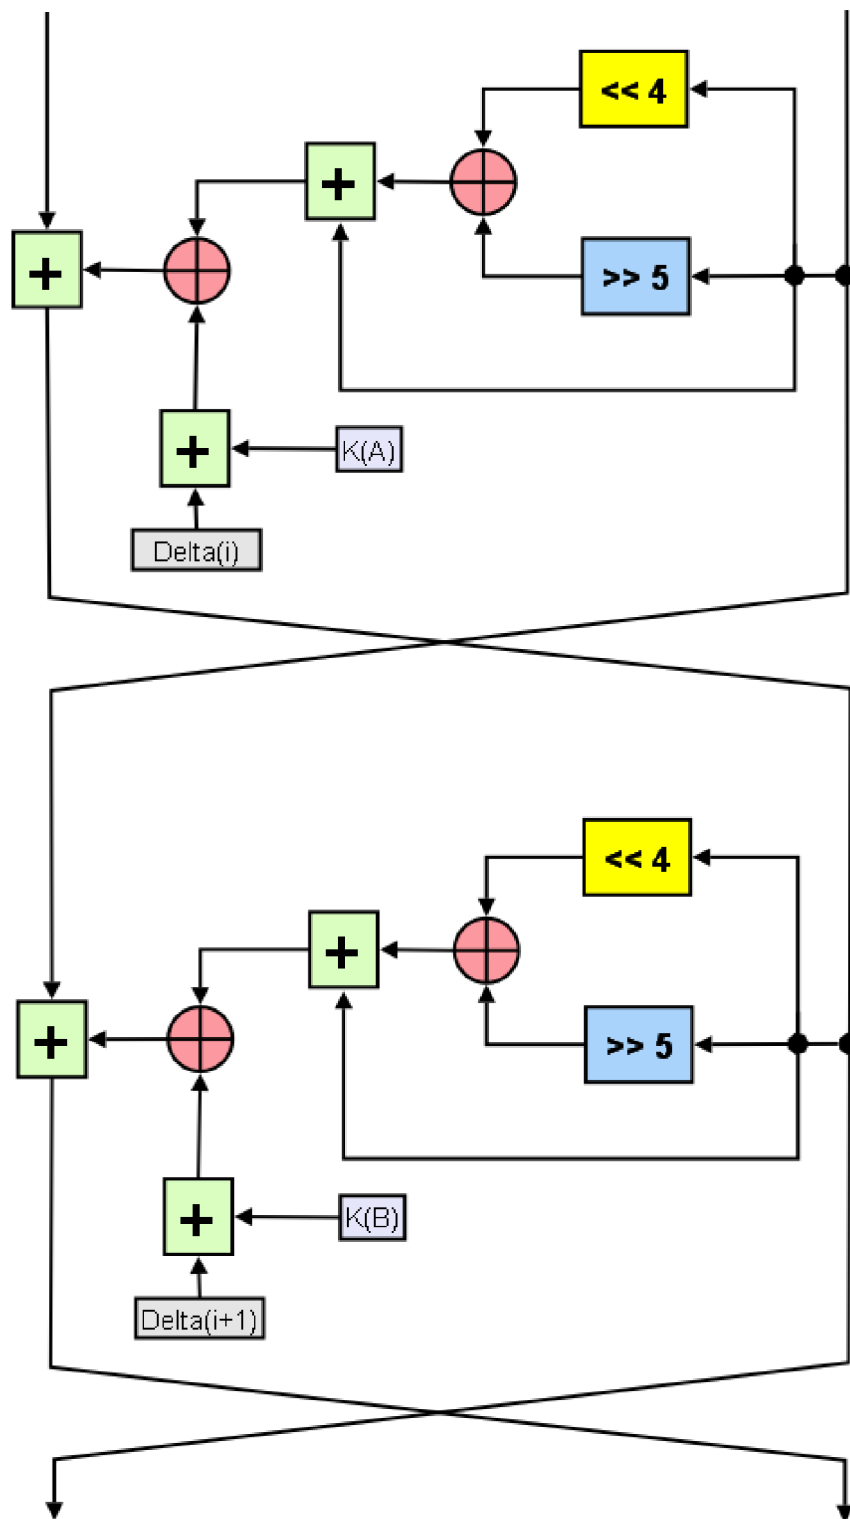 << 4
+
+
>> 5
+
K(A)
Delta(i)
<< 4
+
+
>> 5
+
K(B)
Delta(i+1)